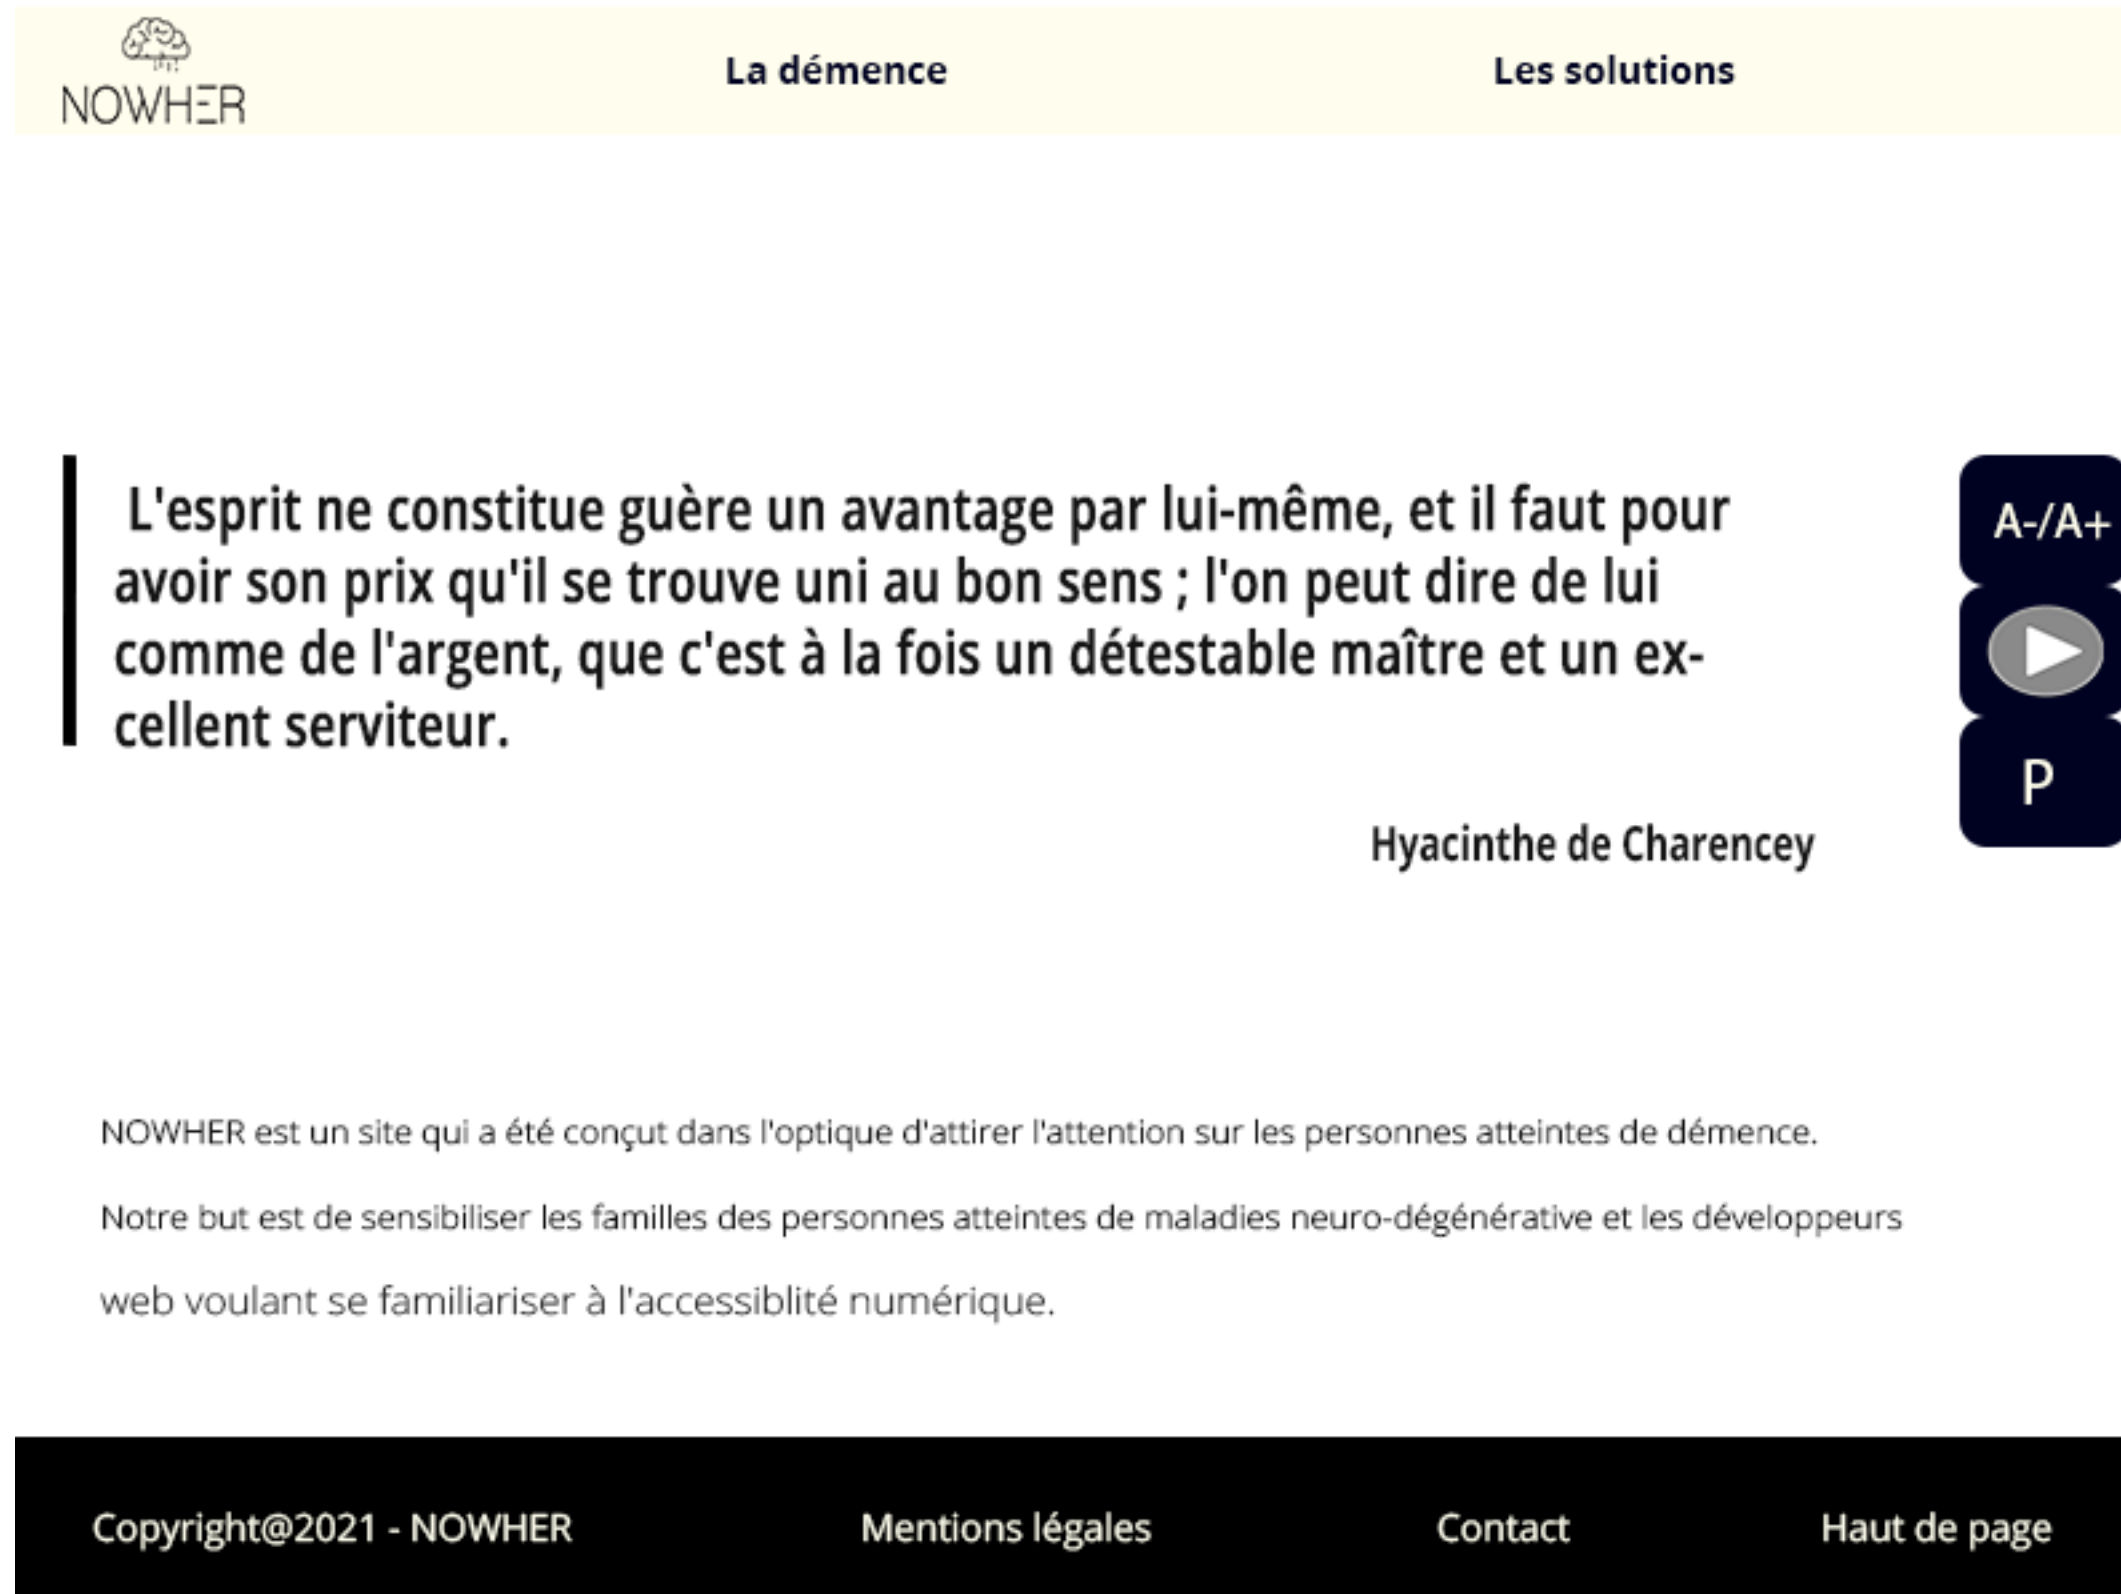 NOWHER
La démence
Les solutions
L'esprit ne constitue guère un avantage par lui-même, et il faut pour
avoir son prix qu'il se trouve uni au bon sens ; l'on peut dire de lui
comme de l'argent, que c'est à la fois un détestable maître et un ex-
cellent serviteur.
Hyacinthe de Charencey
A-/A+
P
NOWHER est un site qui a été conçut dans l'optique d'attirer l'attention sur les personnes atteintes de démence.
Notre but est de sensibiliser les familles des personnes atteintes de maladies neuro-dégénérative et les développeurs
web voulant se familiariser à l'accessiblité numérique.
Copyright@2021 - NOWHER
Mentions légales
Contact
Haut de page